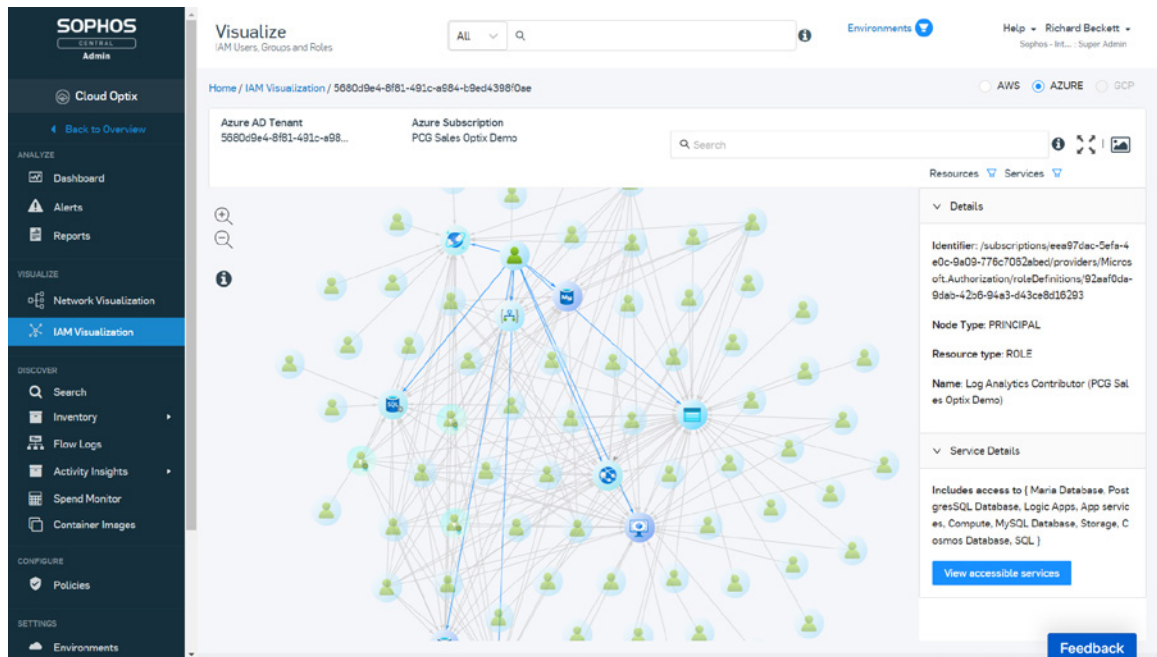 SOPHOS
CENTRAL
Admin
Cloud Optix
Back to Overview
ANALYZE
Dashboard
Alerts
Reports
VISUALIZE
Network Visualization
IAM Visualization
DISCOVER
Search
Inventory
Flow Logs
Activity Insights
Spend Monitor
Container Images
CONFIGURE
Policies
SETTINGS
Environments
Visualize
IAM Users, Groups and Roles
All
Environments
Help
Richard Beckett
Sophos - Int... : Super Admin
Home / IAM Visualization / 5680d9e4-8f81-491c-a984-b9ed4398f0ae
AWS AZURE GCP
Azure AD Tenant
5680d9e4-8f81-491c-a98...
Azure Subscription
PCG Sales Optix Demo
Search
Resources Services
SQL
My
Details
Identifier: /subscriptions/eea97dac-5efa-4
e0c-9a09-776c7062abed/providers/Micros
oft.Authorization/roleDefinitions/92aaf0da-
9dab-42b6-94a3-d43ce8d16293
Node Type: PRINCIPAL
Resource type: ROLE
Name: Log Analytics Contributor (PCG Sal
es Optix Demo)
Service Details
Includes access to { Maria Database, Post
gresSQL Database, Logic Apps, App servic
es, Compute, MySQL Database, Storage, C
osmos Database, SQL }
View accessible services
Feedback